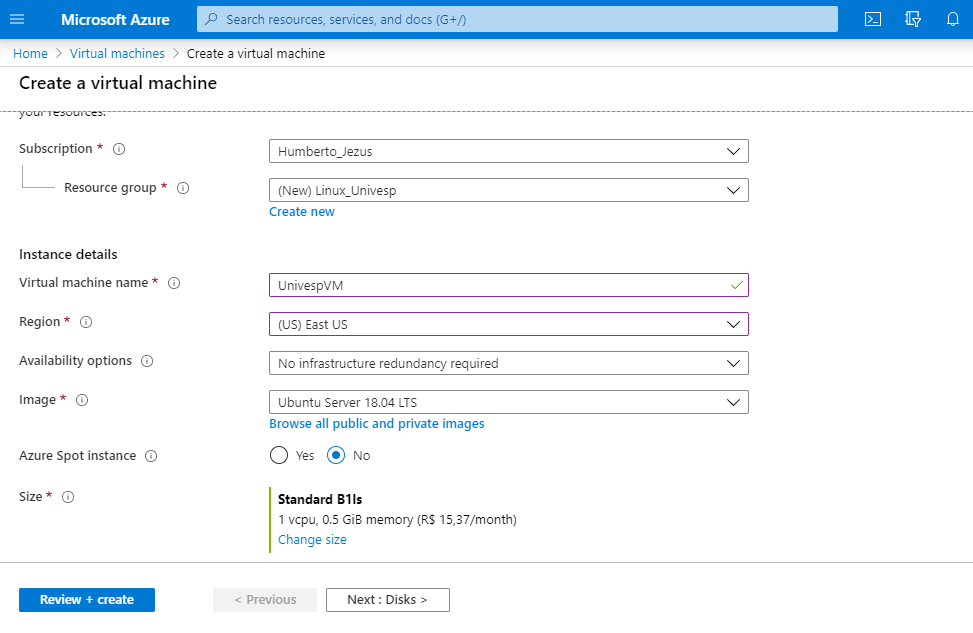 Microsoft Azure
Search resources, services, and docs (G+/)
Home > Virtual machines > Create a virtual machine
Create a virtual machine
your resources.
Subscription *
Humberto_Jezus
Resource group *
(New) Linux_Univesp
Create new
Instance details
Virtual machine name *
UnivespVM
Region *
(US) East US
Availability options
No infrastructure redundancy required
Image *
Ubuntu Server 18.04 LTS
Browse all public and private images
Azure Spot instance
Yes No
Size *
Standard B1ls
1 vcpu, 0.5 GiB memory (R$ 15,37/month)
Change size
Review + create
< Previous
Next : Disks >